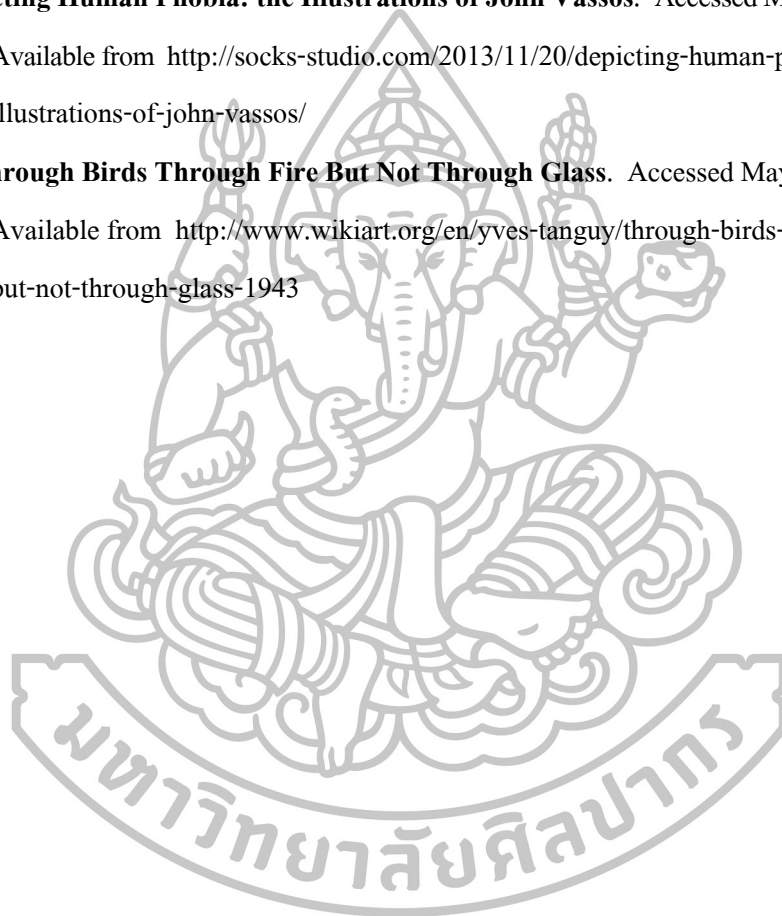 cting Human Phobia: the Illustrations of John Vassos. Accessed M
Available from http://socks-studio.com/2013/11/20/depicting-human-p
llustrations-of-john-vassos/
hrough Birds Through Fire But Not Through Glass. Accessed May
Available from http://www.wikiart.org/en/yves-tanguy/through-birds-
but-not-through-glass-1943
มหาวิทยาลัยศิลปากร